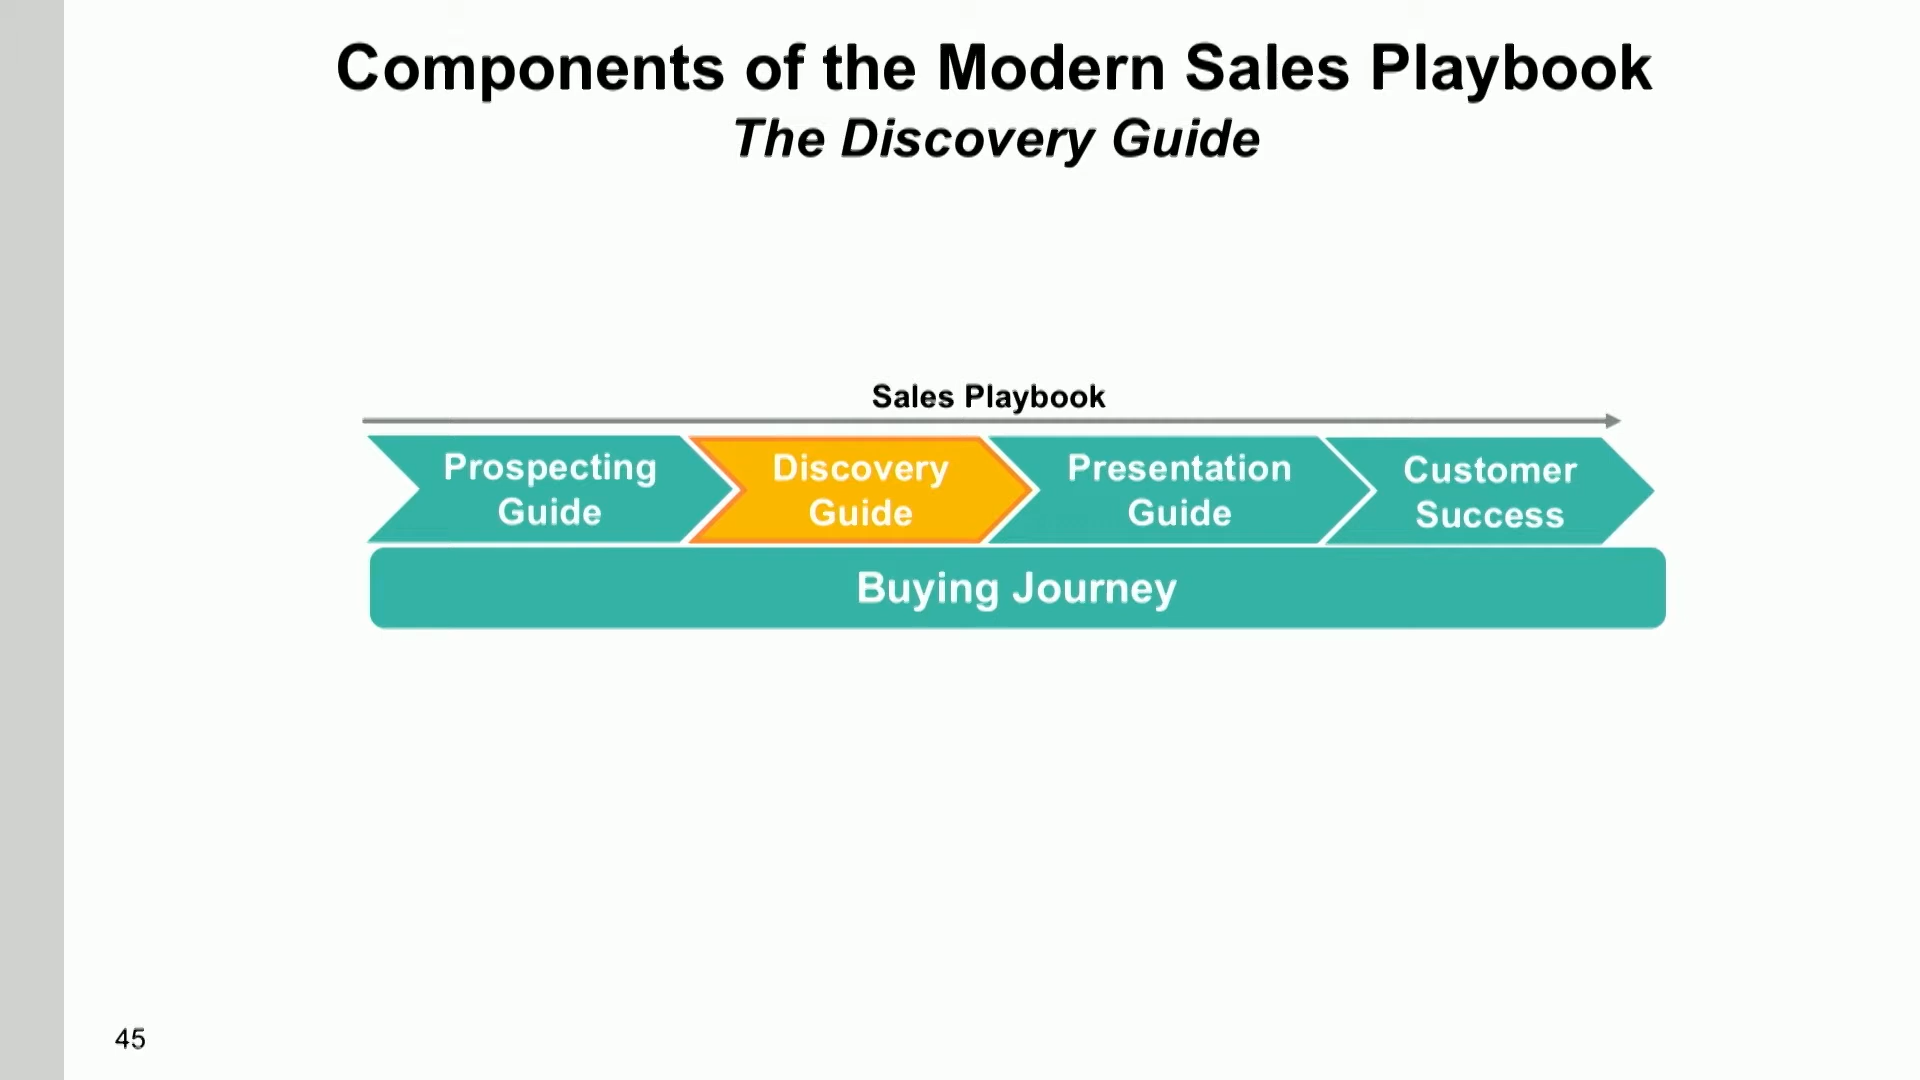 Components of the Modern Sales Playbook
The Discovery Guide
Sales Playbook
Prospecting
Guide
Discovery
Guide
Presentation
Guide
Customer
Success
Buying Journey
45